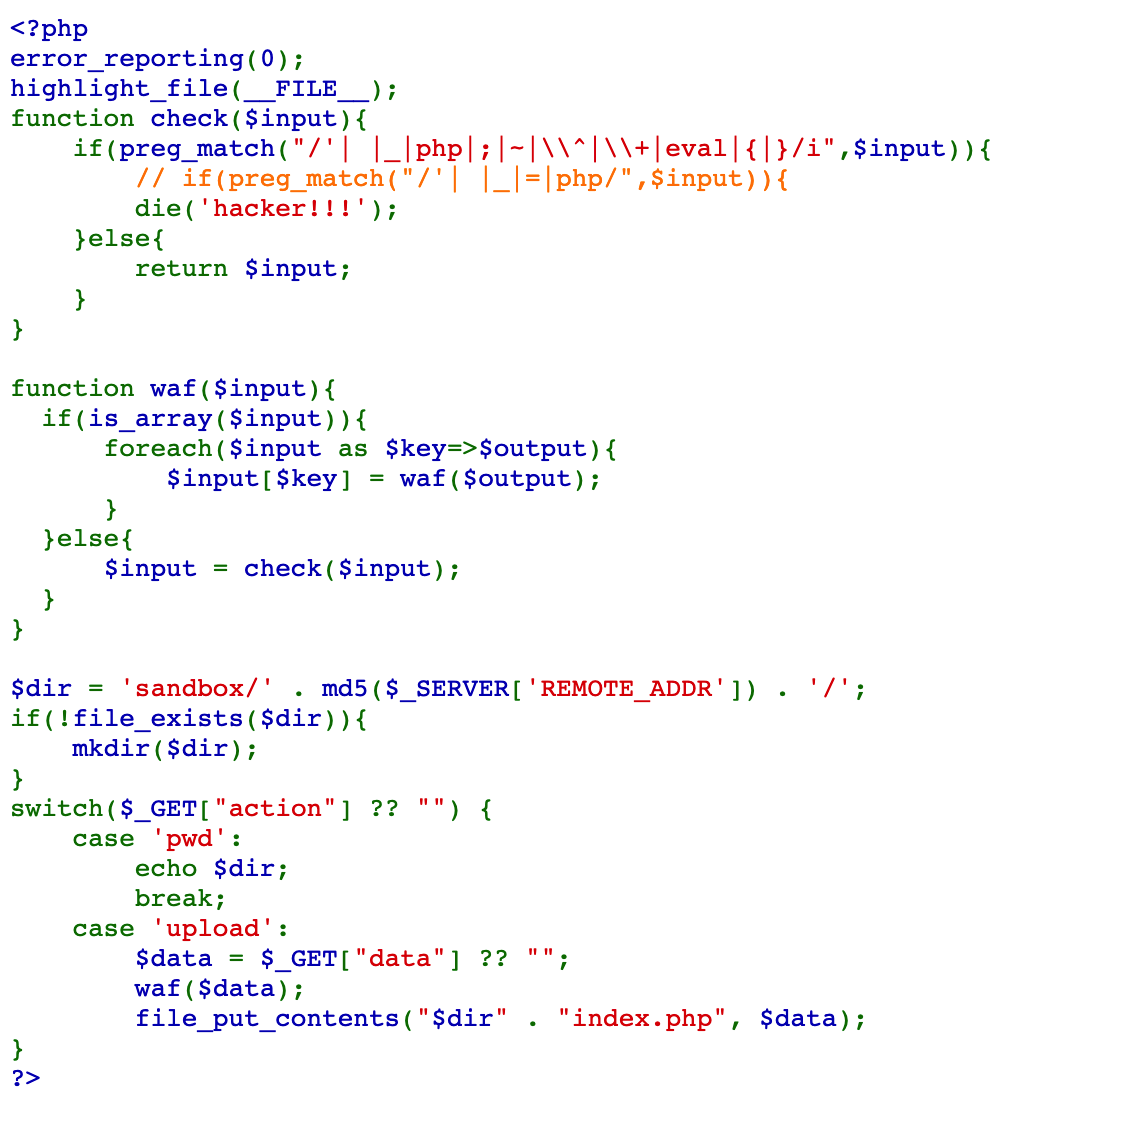 <?php
error_reporting(0);
highlight_file(__FILE__);
function check($input){
    if(preg_match("/'| |_|php|;|~|\\^|\\+|eval|{|}/i",$input)){
        // if(preg_match("/'| |_|=|php/",$input)){
        die('hacker!!!');
    }else{
        return $input;
    }
}

function waf($input){
  if(is_array($input)){
      foreach($input as $key=>$output){
          $input[$key] = waf($output);
      }
  }else{
      $input = check($input);
  }
}

$dir = 'sandbox/' . md5($_SERVER['REMOTE_ADDR']) . '/';
if(!file_exists($dir)){
    mkdir($dir);
}
switch($_GET["action"] ?? "") {
    case 'pwd':
        echo $dir;
        break;
    case 'upload':
        $data = $_GET["data"] ?? "";
        waf($data);
        file_put_contents("$dir" . "index.php", $data);
}
?>